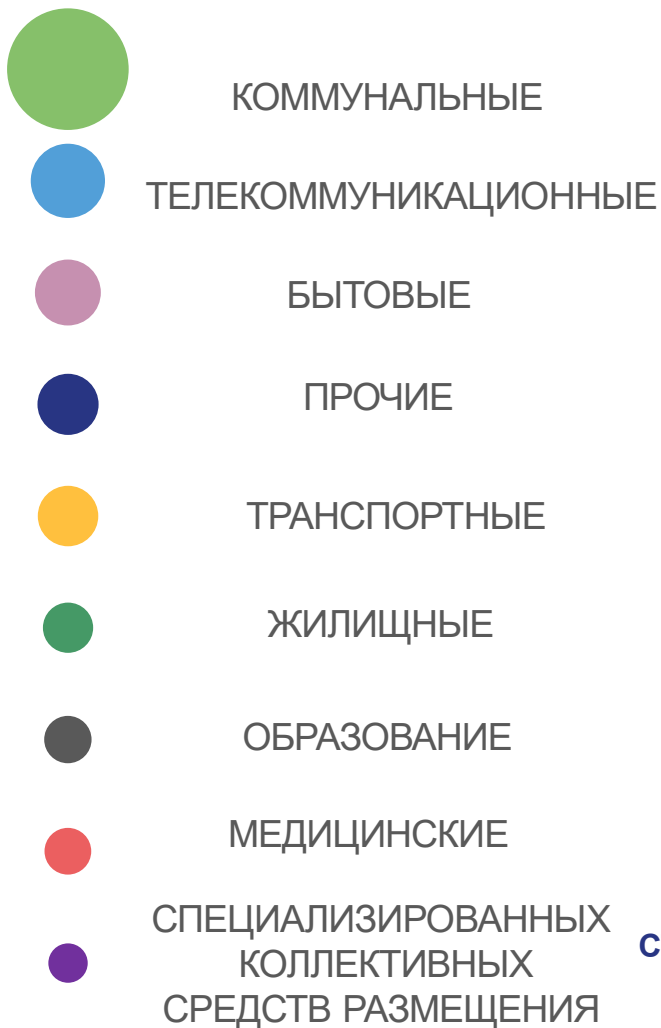 КОММУНАЛЬНЫЕ
ТЕЛЕКОММУНИКАЦИОННЫЕ
БЫТОВЫЕ
ПРОЧИЕ
ТРАНСПОРТНЫЕ
ЖИЛИЩНЫЕ
ОБРАЗОВАНИЕ
МЕДИЦИНСКИЕ
СПЕЦИАЛИЗИРОВАННЫХ
КОЛЛЕКТИВНЫХ
СРЕДСТВ РАЗМЕЩЕНИЯ
с